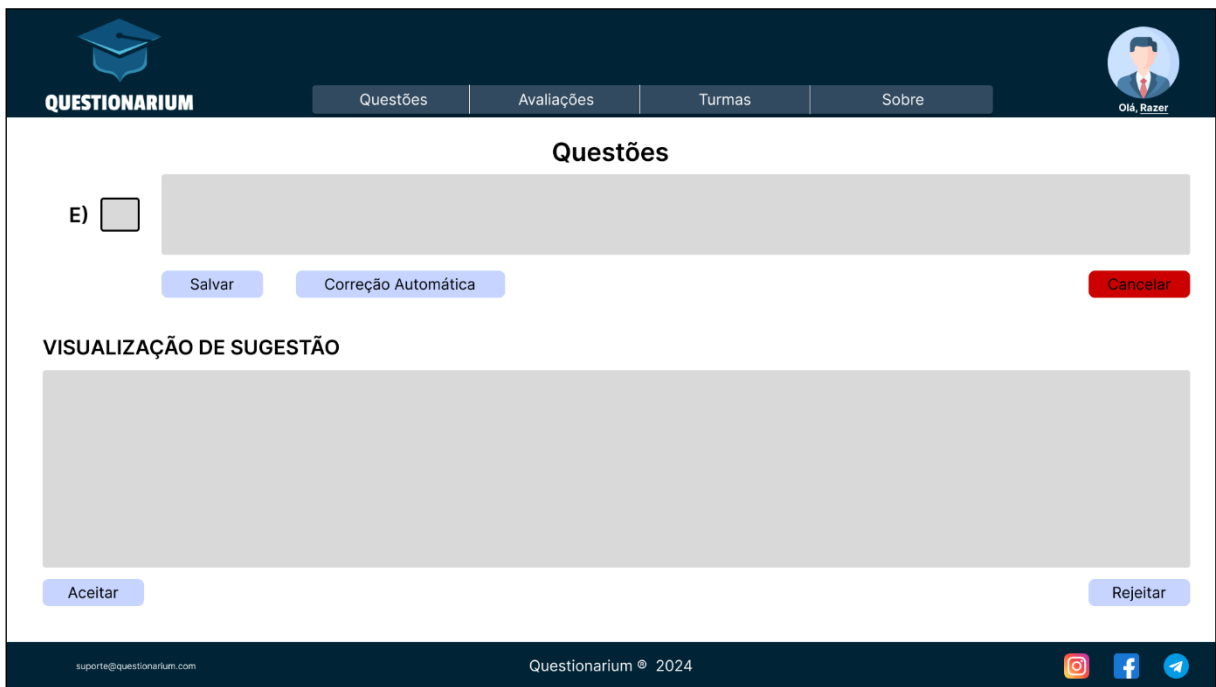 QUESTIONARIUM
Questões Avaliações Turmas Sobre
Olá, Razer
Questões
E)
Salvar Correção Automática Cancelar
VISUALIZAÇÃO DE SUGESTÃO
Aceitar Rejeitar
suporte@questionarium.com Questionarium ® 2024